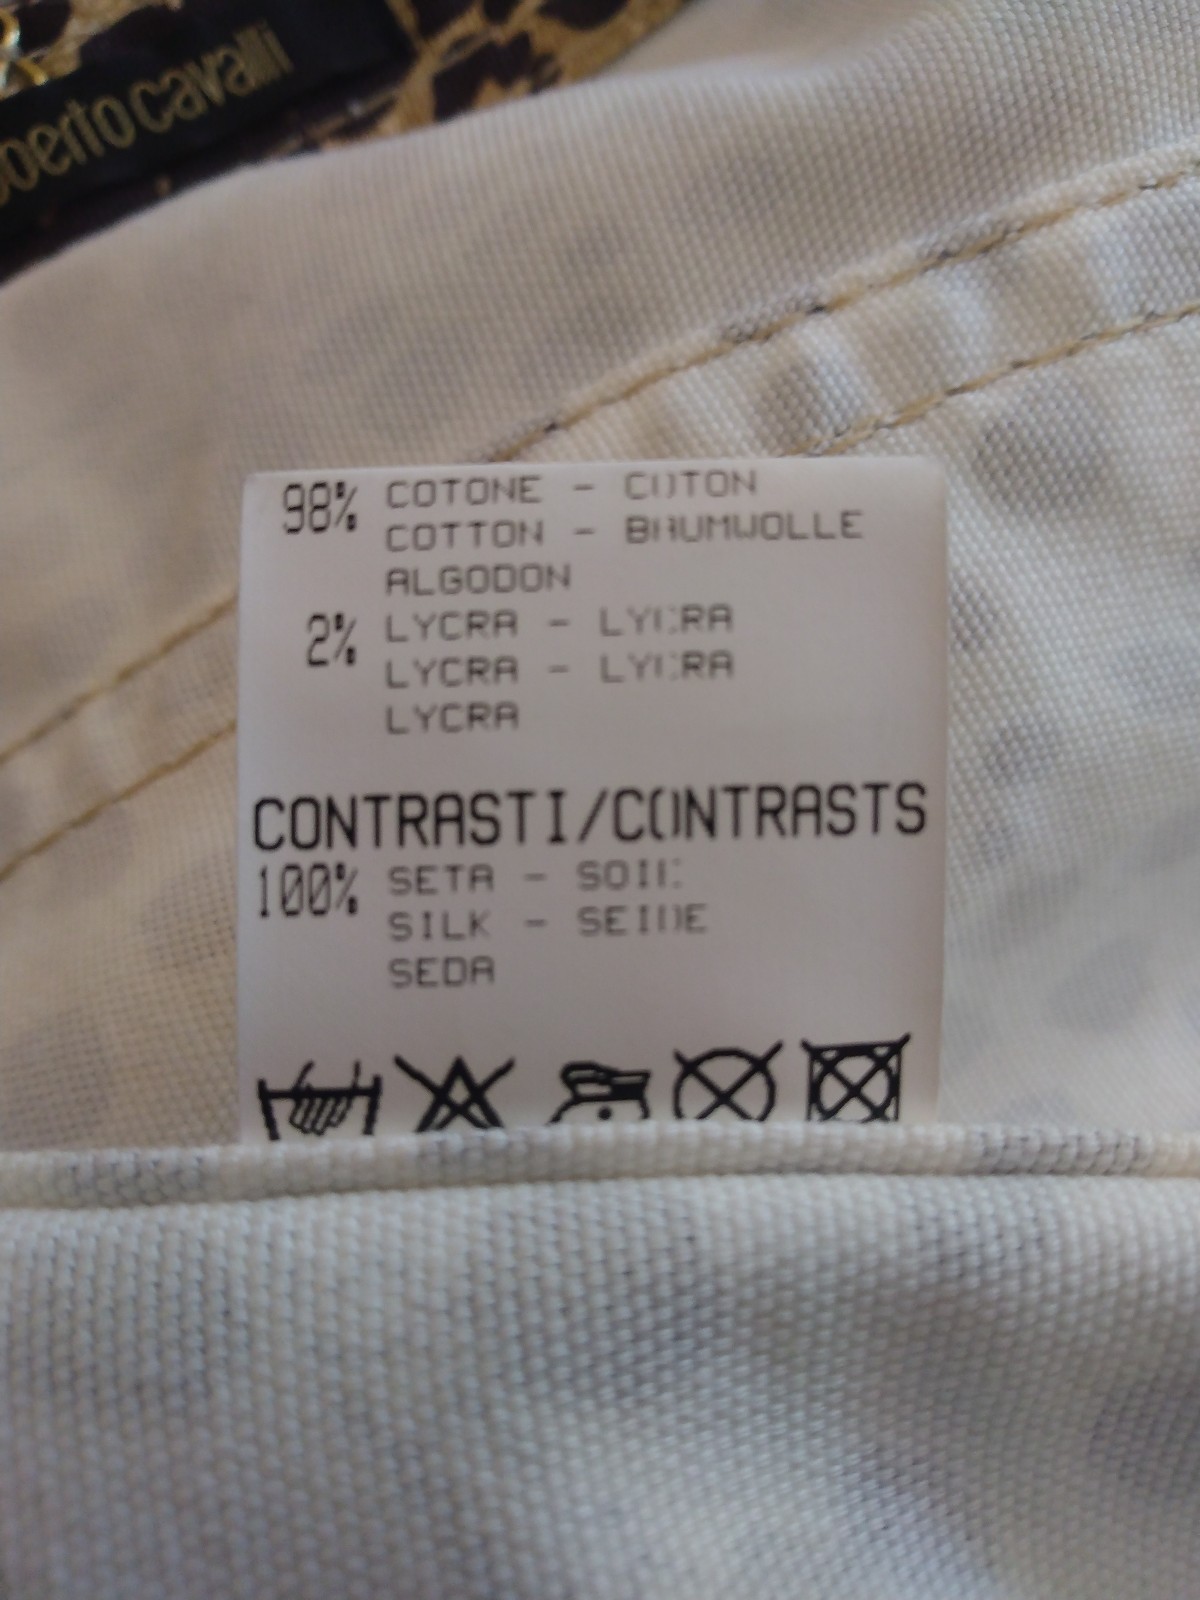 roberto cavalli
98% COTONE - COTON
COTTON - BAUMWOLLE
ALGODON
2% LYCRA - LYCRA
LYCRA - LYCRA
LYCRA
CONTRASTI/CONTRASTS
100% SETA - SOIE
SILK - SEIDE
SEDA